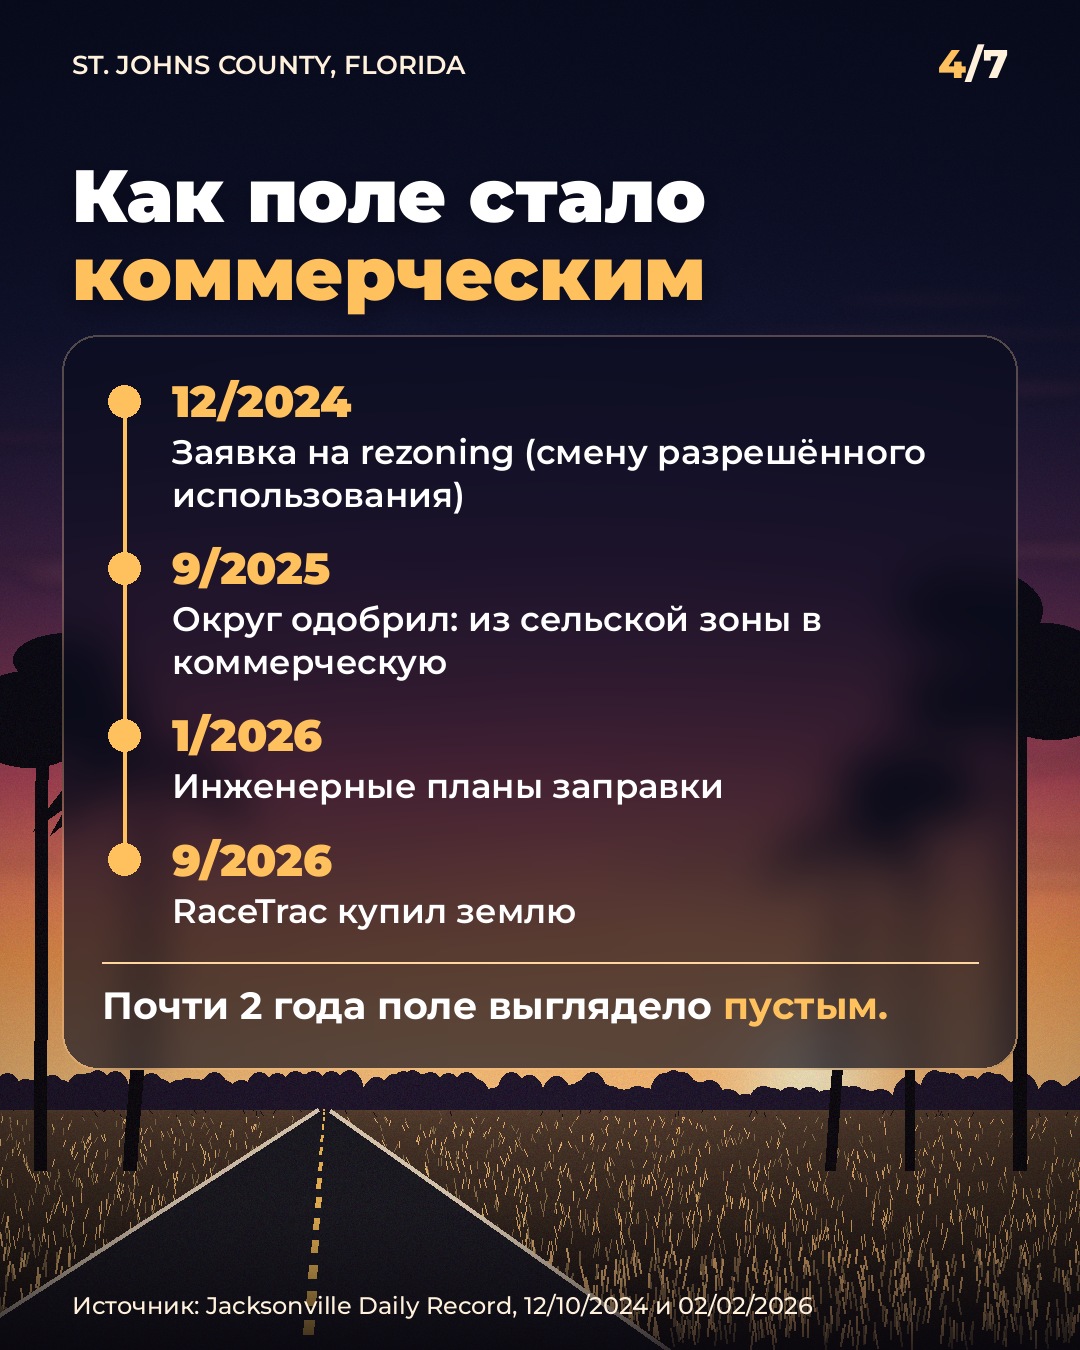 ST. JOHNS COUNTY, FLORIDA
4/7
Как поле стало
коммерческим
12/2024
Заявка на rezoning (смену разрешённого
использования)
9/2025
Округ одобрил: из сельской зоны в
коммерческую
1/2026
Инженерные планы заправки
9/2026
RaceTrac купил землю
Почти 2 года поле выглядело пустым.
Источник: Jacksonville Daily Record, 12/10/2024 и 02/02/2026